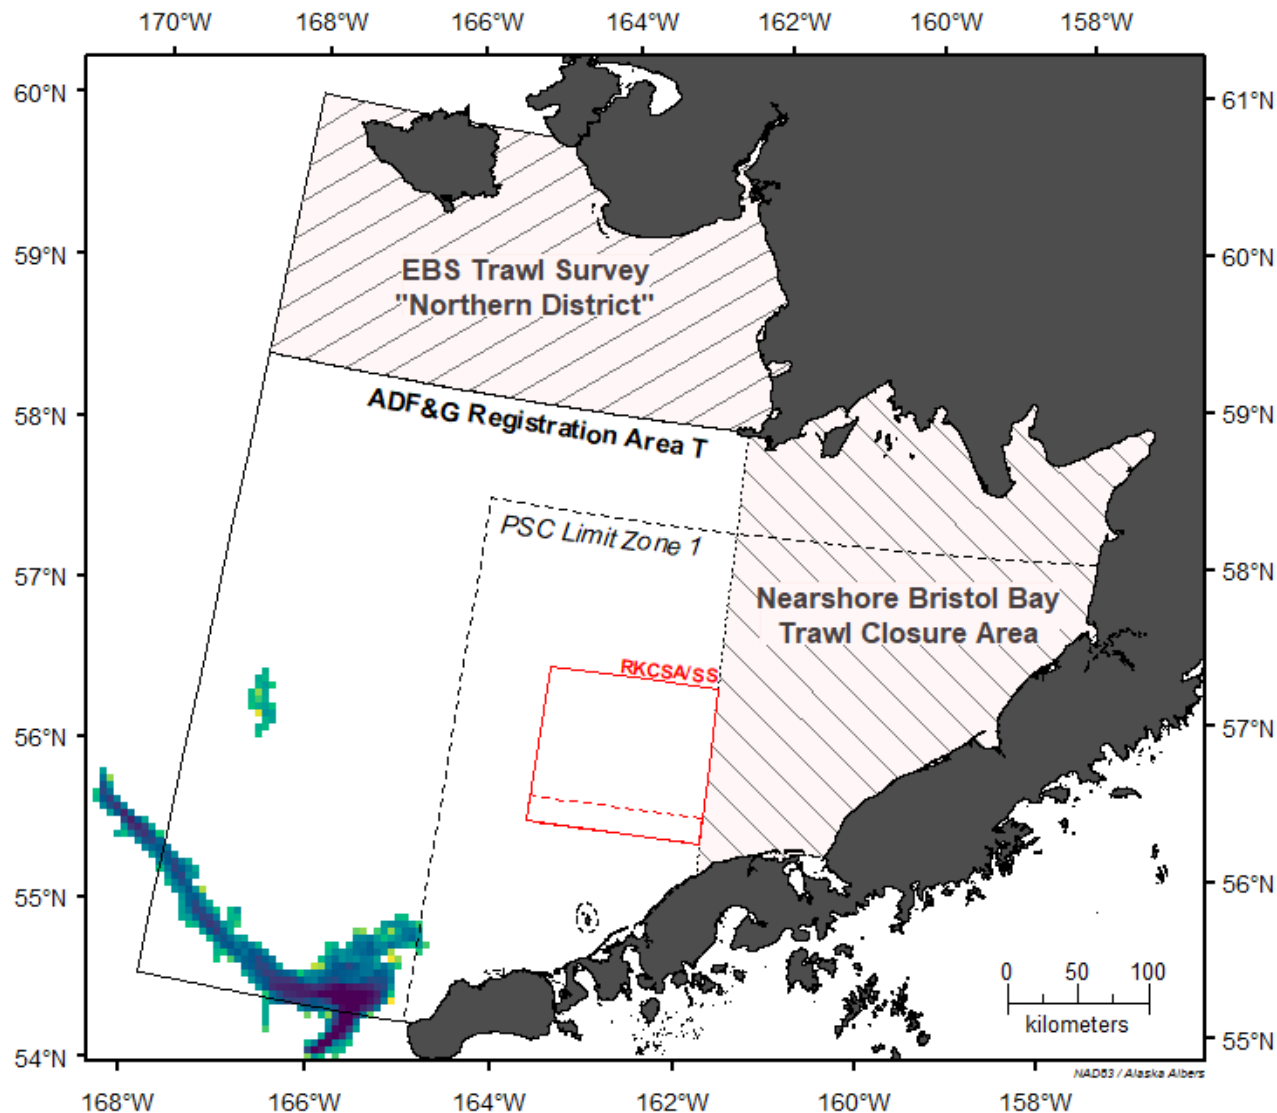 170°W 168°W 166°W 164°W 162°W 160°W 158°W
60°N
61°N
59°N
60°N
EBS Trawl Survey
"Northern District"
58°N
59°N
ADF&G Registration Area T
PSC Limit Zone 1
57°N
58°N
Nearshore Bristol Bay
Trawl Closure Area
RKCSA/SS
56°N
57°N
55°N
56°N
0 50 100
kilometers
54°N
55°N
NAD83 / Alaska Albers
168°W 166°W 164°W 162°W 160°W 158°W